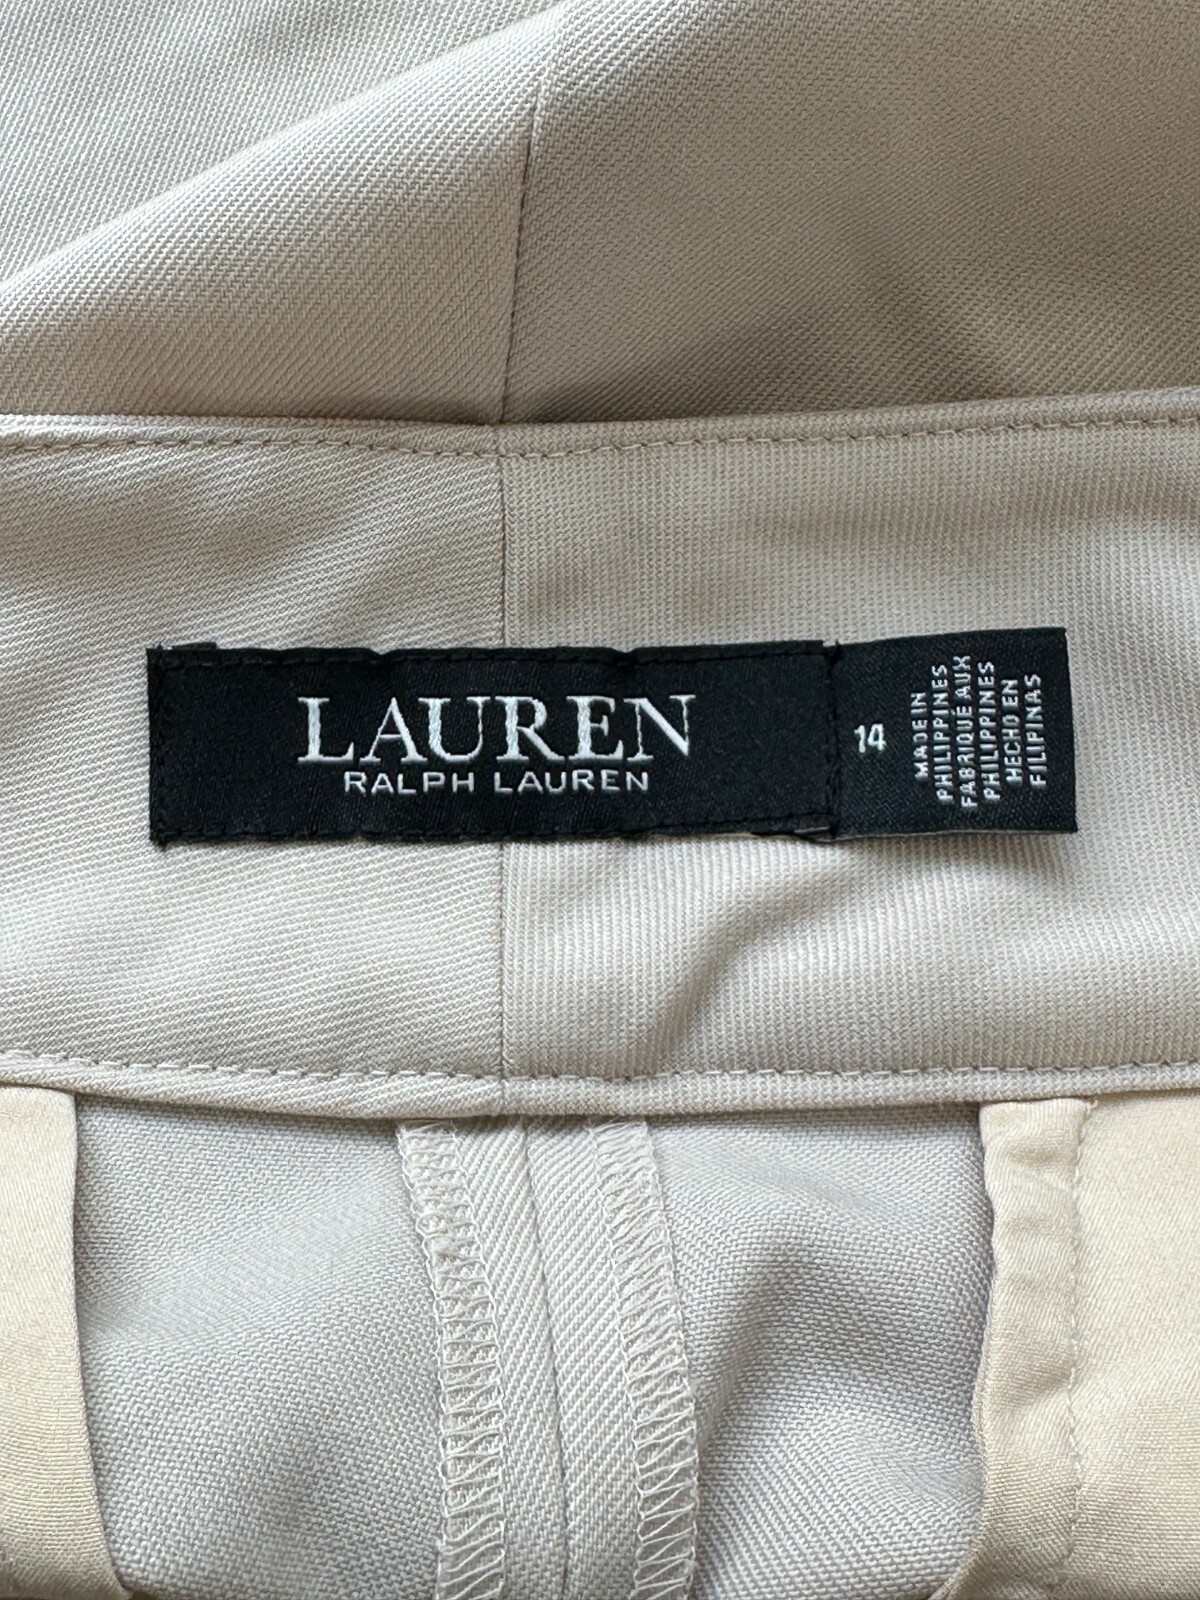 LAUREN
RALPH LAUREN
14
MADE IN
PHILIPPINES
FABRIQUÉ AUX
PHILIPPINES
HECHO EN
FILIPINAS